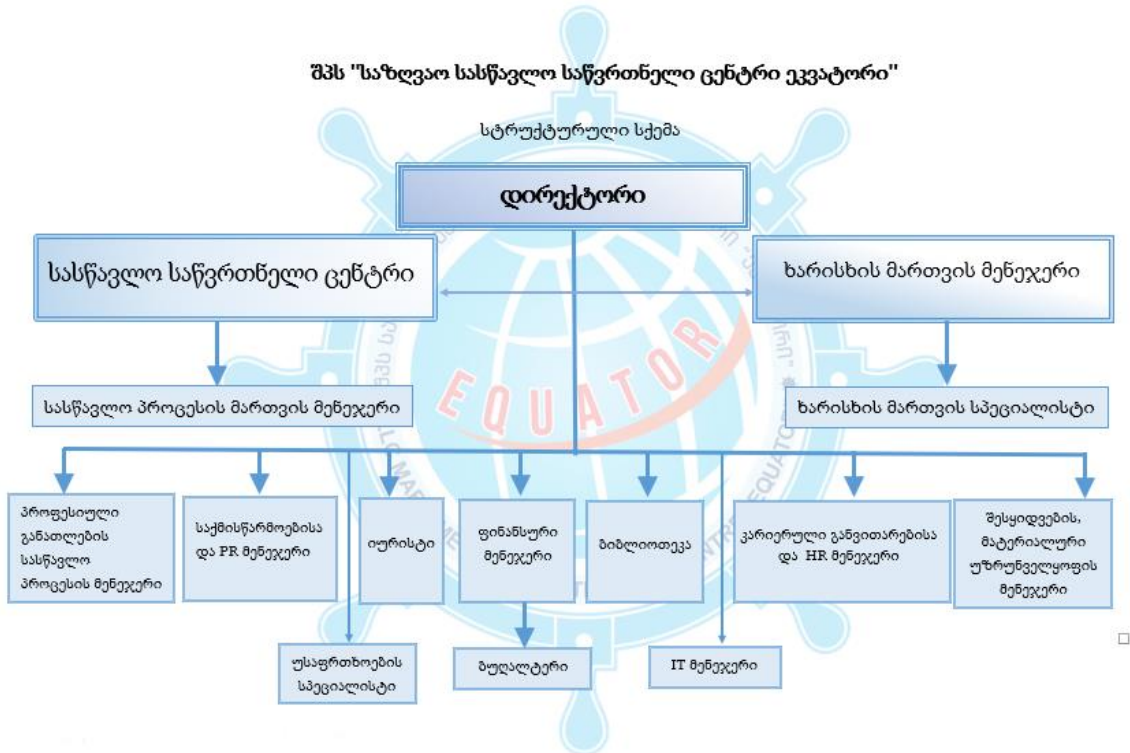 შპს "საზღვაო სასწავლო საწვრთნელი ცენტრი ეკვატორი"
სტრუქტურული სქემა
დირექტორი
სასწავლო საწვრთნელი ცენტრი
ხარისხის მართვის მენეჯერი
სასწავლო პროცესის მართვის მენეჯერი
ხარისხის მართვის სპეციალისტი
EQUATOR
პროფესიული
განათლების
სასწავლო
პროცესის მენეჯერი
საქმისწარმოებისა
და PR მენეჯერი
იურისტი
ფინანსური
მენეჯერი
ბიბლიოთეკა
კარიერული განვითარებისა
და HR მენეჯერი
შესყიდვების,
მატერიალური
უზრუნველყოფის
მენეჯერი
უსაფრთხოების
სპეციალისტი
ბუღალტერი
IT მენეჯერი